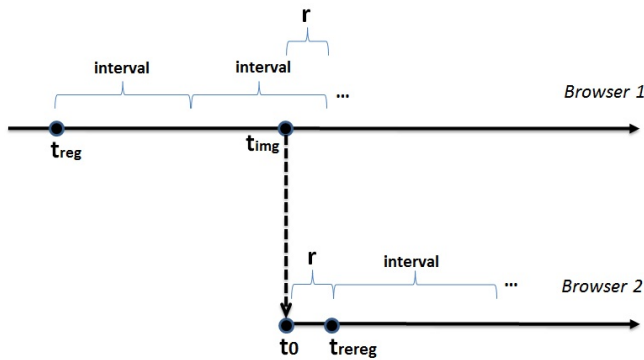 r
interval interval ... Browser 1
treg timg
r interval ... Browser 2
t0 trereg